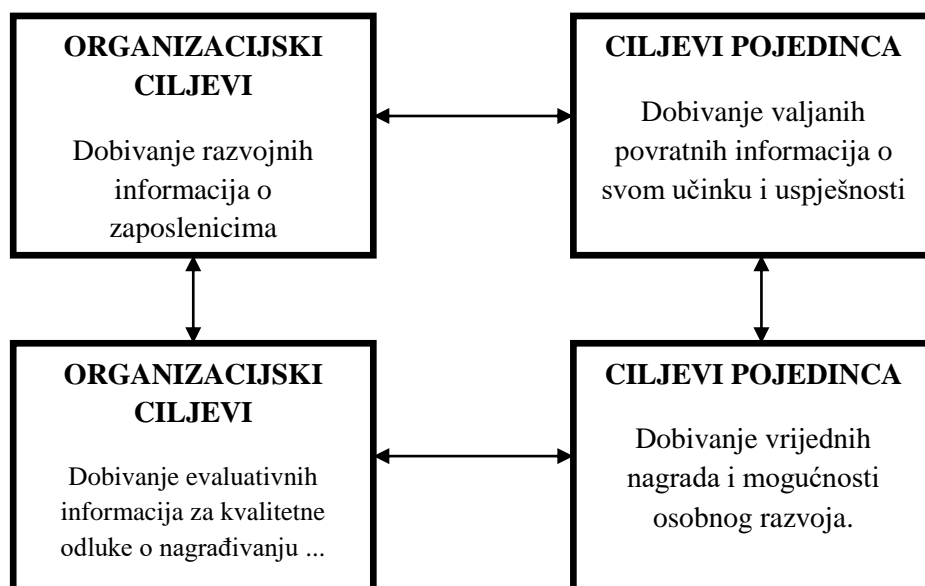 ORGANIZACIJSKI
CILJEVI
Dobivanje razvojnih
informacija o
zaposlenicima
CILJEVI POJEDINCA
Dobivanje valjanih
povratnih informacija o
svom učinku i uspješnosti
ORGANIZACIJSKI
CILJEVI
Dobivanje evaluativnih
informacija za kvalitetne
odluke o nagrađivanju ...
CILJEVI POJEDINCA
Dobivanje vrijednih
nagrada i mogućnosti
osobnog razvoja.